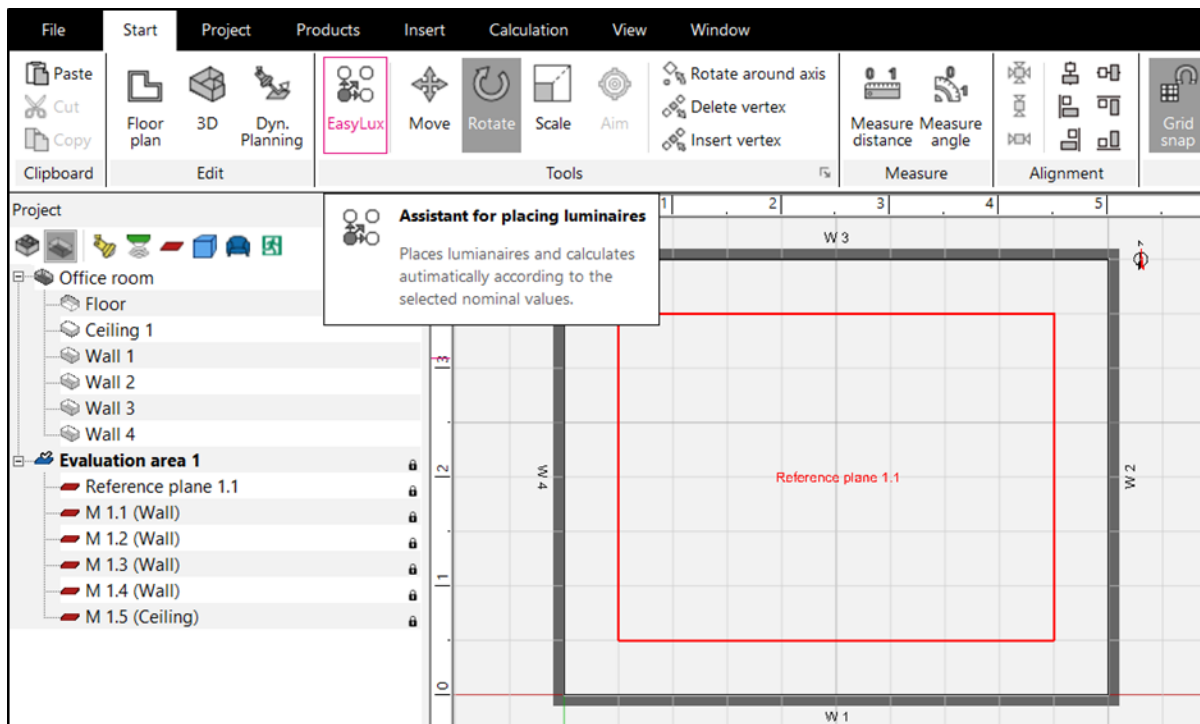 File Start Project Products Insert Calculation View Window
Paste
Cut
Copy
Clipboard
Floor plan
3D
Dyn. Planning
Edit
EasyLux
Move
Rotate
Scale
Aim
Rotate around axis
Delete vertex
Insert vertex
Tools
0 1
Measure distance
0
1
Measure angle
Measure
Alignment
Grid snap
Project
Assistant for placing luminaires
Places lumianaires and calculates
autimatically according to the
selected nominal values.
Office room
Floor
Ceiling 1
Wall 1
Wall 2
Wall 3
Wall 4
Evaluation area 1
Reference plane 1.1
M 1.1 (Wall)
M 1.2 (Wall)
M 1.3 (Wall)
M 1.4 (Wall)
M 1.5 (Ceiling)
1 2 3 4 5
W 3
3
2
1
0
W 4
Reference plane 1.1
W 2
W 1